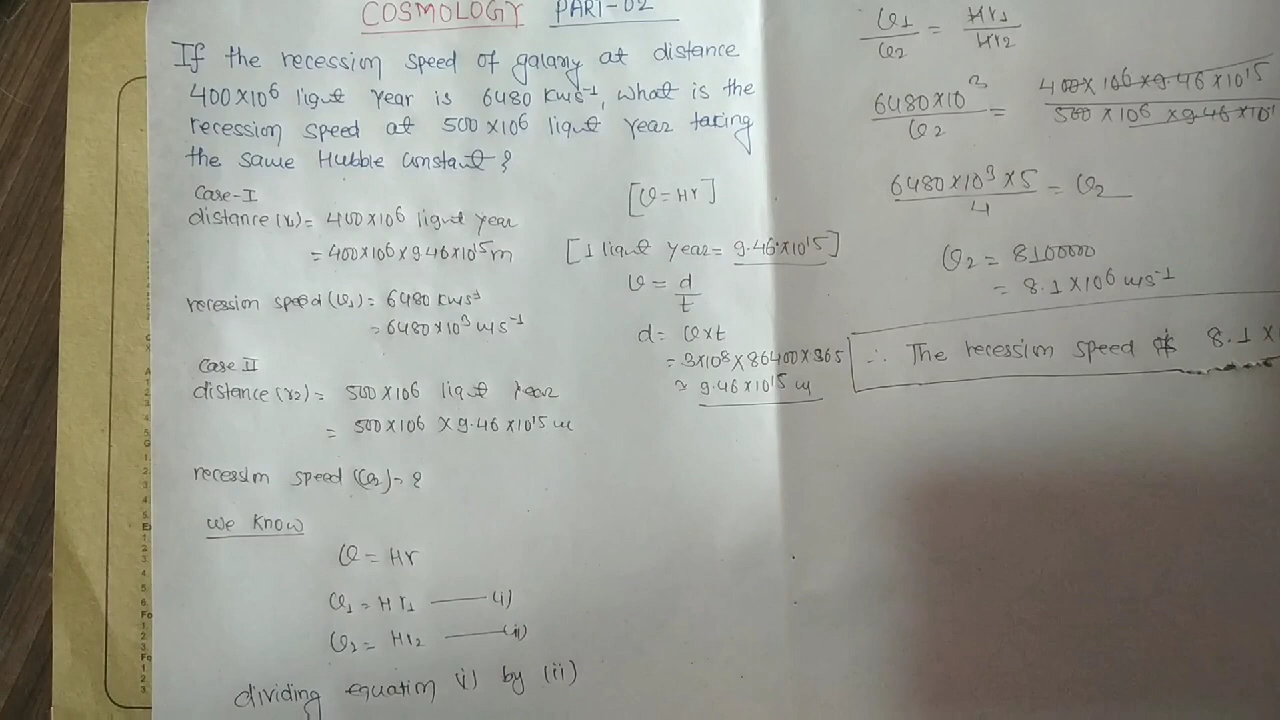 COSMOLOGY PART-02
If the recession speed of galaxy at distance
400×10⁶ light Year is 6480 Kms⁻¹, what is the
recession speed at 500×10⁶ light Year taking
the same Hubble constant?
Case-I
distance (r₁) = 400×10⁶ light year
= 400×10⁶×9.46×10¹⁵m
recession speed (v₁) = 6480 kms⁻¹
= 6480×10³ ms⁻¹
Case II
distance (r₂) = 500×10⁶ light year
= 500×10⁶ ×9.46×10¹⁵ m
recession speed (v₂) = ?
we know
v = Hr
v₁ = Hr₁ —— (i)
v₂ = Hr₂ —— (ii)
dividing equation (i) by (ii)
[v = Hr]
[1 light year = 9.46×10¹⁵]
v = d/t
d = v×t
= 3×10⁸×86400×365
≈ 9.46×10¹⁵ m
v₁/v₂ = Hr₁/Hr₂
6480×10³/v₂ = 400×10⁶×9.46×10¹⁵/500×10⁶×9.46×10¹
6480×10³×5/4 = v₂
v₂ = 8100000
= 8.1×10⁶ ms⁻¹
∴ The recession speed is 8.1×